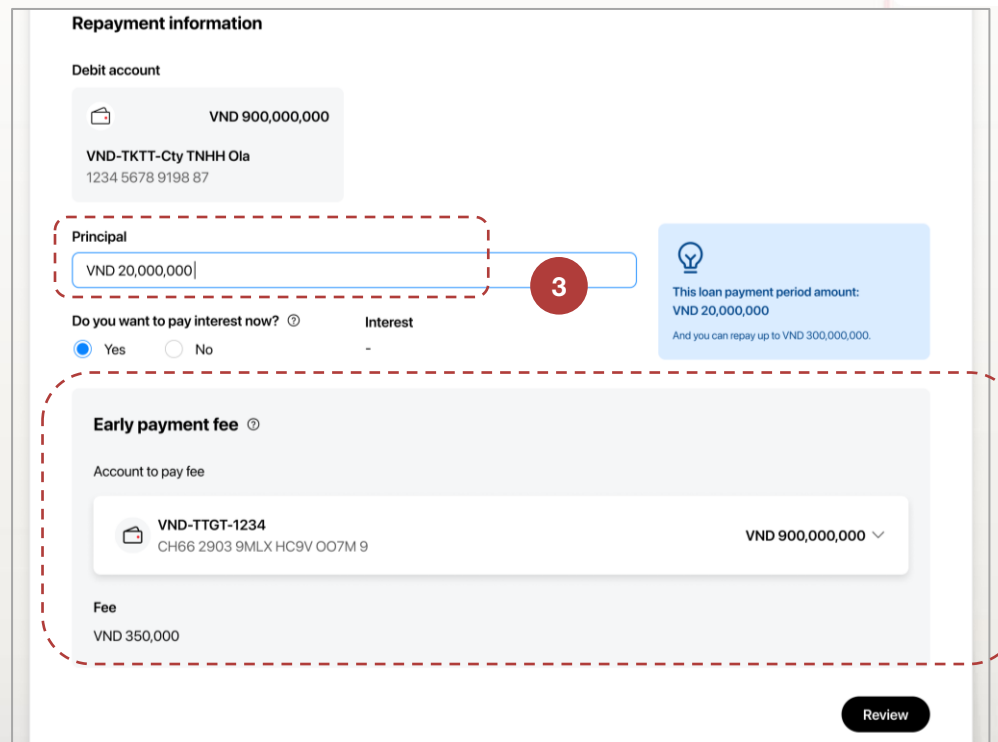 Repayment information
Debit account
VND 900,000,000
VND-TKTT-Cty TNHH Ola
1234 5678 9198 87
Principal
VND 20,000,000
3
This loan payment period amount:
VND 20,000,000
And you can repay up to VND 300,000,000.
Do you want to pay interest now?
Interest
Yes
No
-
Early payment fee
Account to pay fee
VND-TTGT-1234
CH66 2903 9MLX HC9V OO7M 9
VND 900,000,000
Fee
VND 350,000
Review